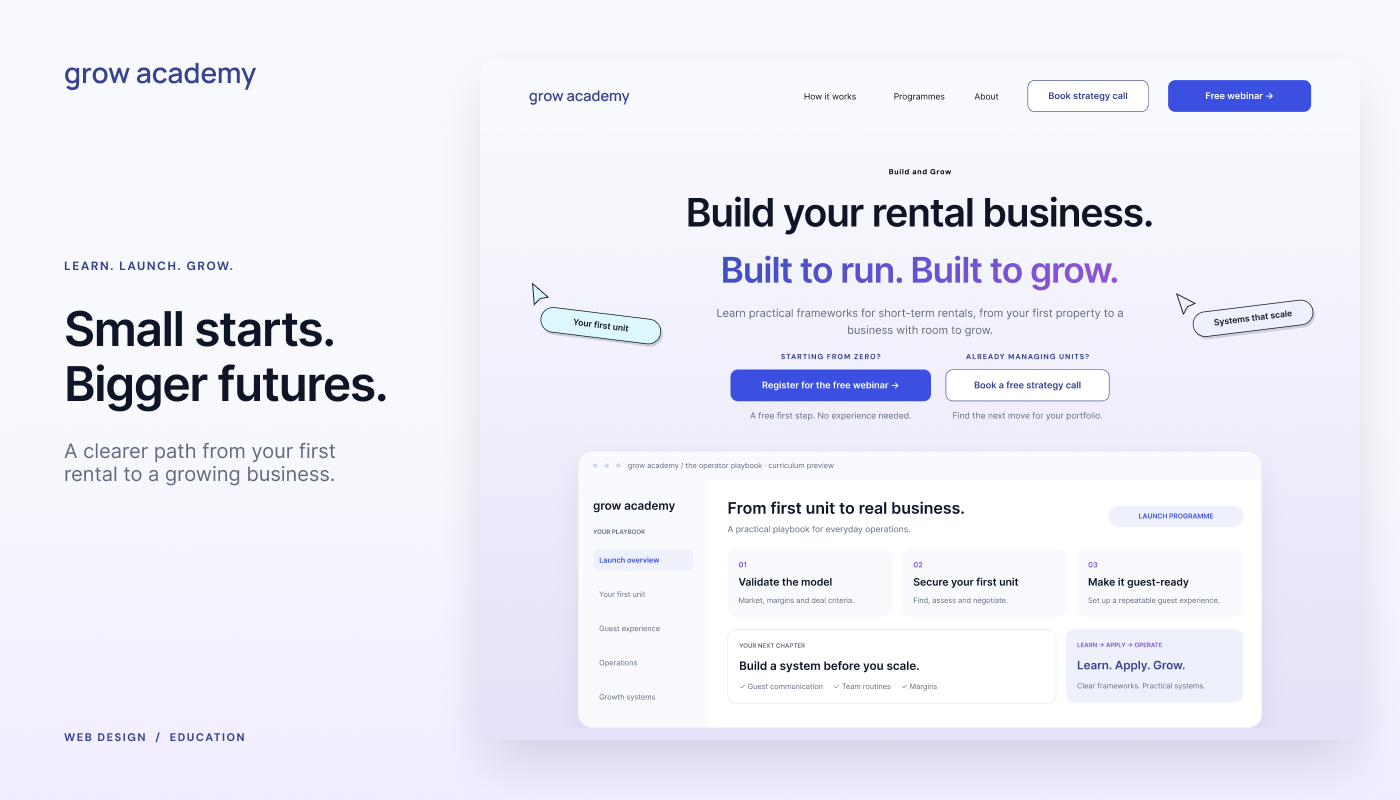 grow academy
LEARN. LAUNCH. GROW.
Small starts.
Bigger futures.
A clearer path from your first
rental to a growing business.
WEB DESIGN / EDUCATION
grow academy
How it works
Programmes
About
Book strategy call
Free webinar →
Build and Grow
Build your rental business.
Built to run. Built to grow.
Learn practical frameworks for short-term rentals, from your first property to a
business with room to grow.
Your first unit
Systems that scale
STARTING FROM ZERO?
Register for the free webinar →
A free first step. No experience needed.
ALREADY MANAGING UNITS?
Book a free strategy call
Find the next move for your portfolio.
grow academy / the operator playbook · curriculum preview
grow academy
YOUR PLAYBOOK
Launch overview
Your first unit
Guest experience
Operations
Growth systems
From first unit to real business.
A practical playbook for everyday operations.
LAUNCH PROGRAMME
01
Validate the model
Market, margins and deal criteria.
02
Secure your first unit
Find, assess and negotiate.
03
Make it guest-ready
Set up a repeatable guest experience.
YOUR NEXT CHAPTER
Build a system before you scale.
✓ Guest communication ✓ Team routines ✓ Margins
LEARN → APPLY → OPERATE
Learn. Apply. Grow.
Clear frameworks. Practical systems.